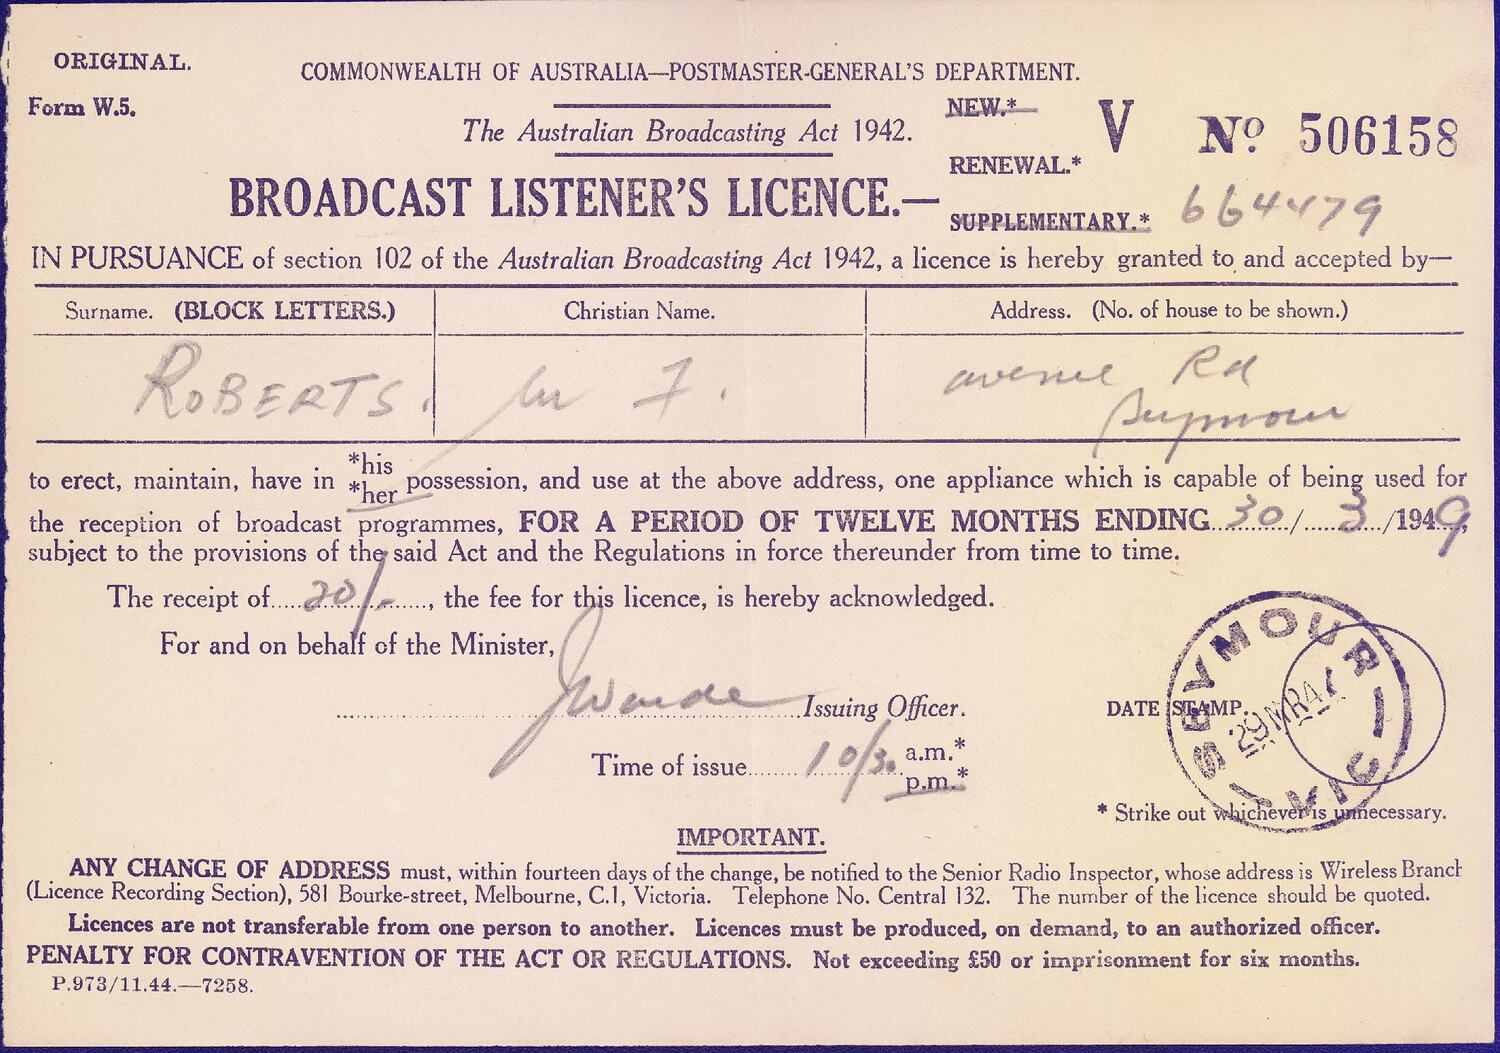 ORIGINAL.
COMMONWEALTH OF AUSTRALIA—POSTMASTER-GENERAL'S DEPARTMENT.
Form W.5.
NEW.*
V No. 506158
The Australian Broadcasting Act 1942.
RENEWAL.*
BROADCAST LISTENER'S LICENCE.—
SUPPLEMENTARY.* 664479
IN PURSUANCE of section 102 of the Australian Broadcasting Act 1942, a licence is hereby granted to and accepted by—
Surname. (BLOCK LETTERS.) Christian Name. Address. (No. of house to be shown.)
ROBERTS. F. avenue Rd
Seymour
to erect, maintain, have in *his *her possession, and use at the above address, one appliance which is capable of being used for
the reception of broadcast programmes, FOR A PERIOD OF TWELVE MONTHS ENDING 30/3/1949,
subject to the provisions of the said Act and the Regulations in force thereunder from time to time.
The receipt of 20/-, the fee for this licence, is hereby acknowledged.
For and on behalf of the Minister,
Issuing Officer.
DATE STAMP.
SEYMOUR
VIC
Time of issue 10/30 a.m.*
p.m.*
* Strike out whichever is unnecessary.
IMPORTANT.
ANY CHANGE OF ADDRESS must, within fourteen days of the change, be notified to the Senior Radio Inspector, whose address is Wireless Branch
(Licence Recording Section), 581 Bourke-street, Melbourne, C.1, Victoria. Telephone No. Central 132. The number of the licence should be quoted.
Licences are not transferable from one person to another. Licences must be produced, on demand, to an authorized officer.
PENALTY FOR CONTRAVENTION OF THE ACT OR REGULATIONS. Not exceeding £50 or imprisonment for six months.
P.973/11.44.—7258.